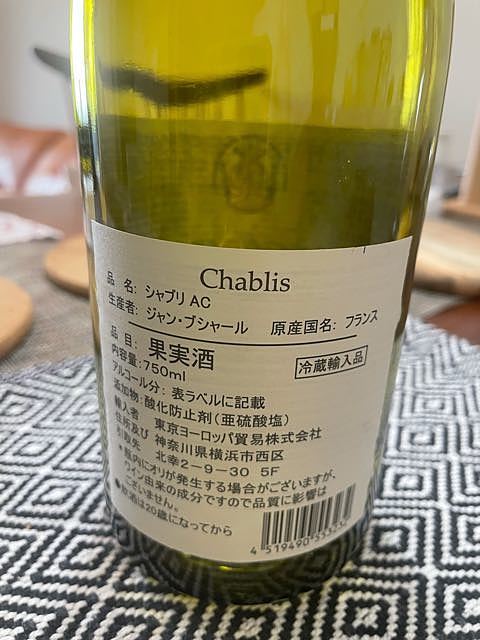 Chablis
品 名: シャブリ AC
生産者: ジャン・ブシャール 原産国名: フランス
品 目: 果実酒
冷蔵輸入品
内容量:750ml
アルコール分: 表ラベルに記載
添加物:酸化防止剤(亜硫酸塩)
輸入者 東京ヨーロッパ貿易株式会社
住所及び 神奈川県横浜市西区
引取先 北幸2-9-30 5F
*瓶内にオリが発生する場合がございますが、
ワイン由来の成分ですので品質に影響は
ございません。
●飲酒は20歳になってから
4 519490 553232